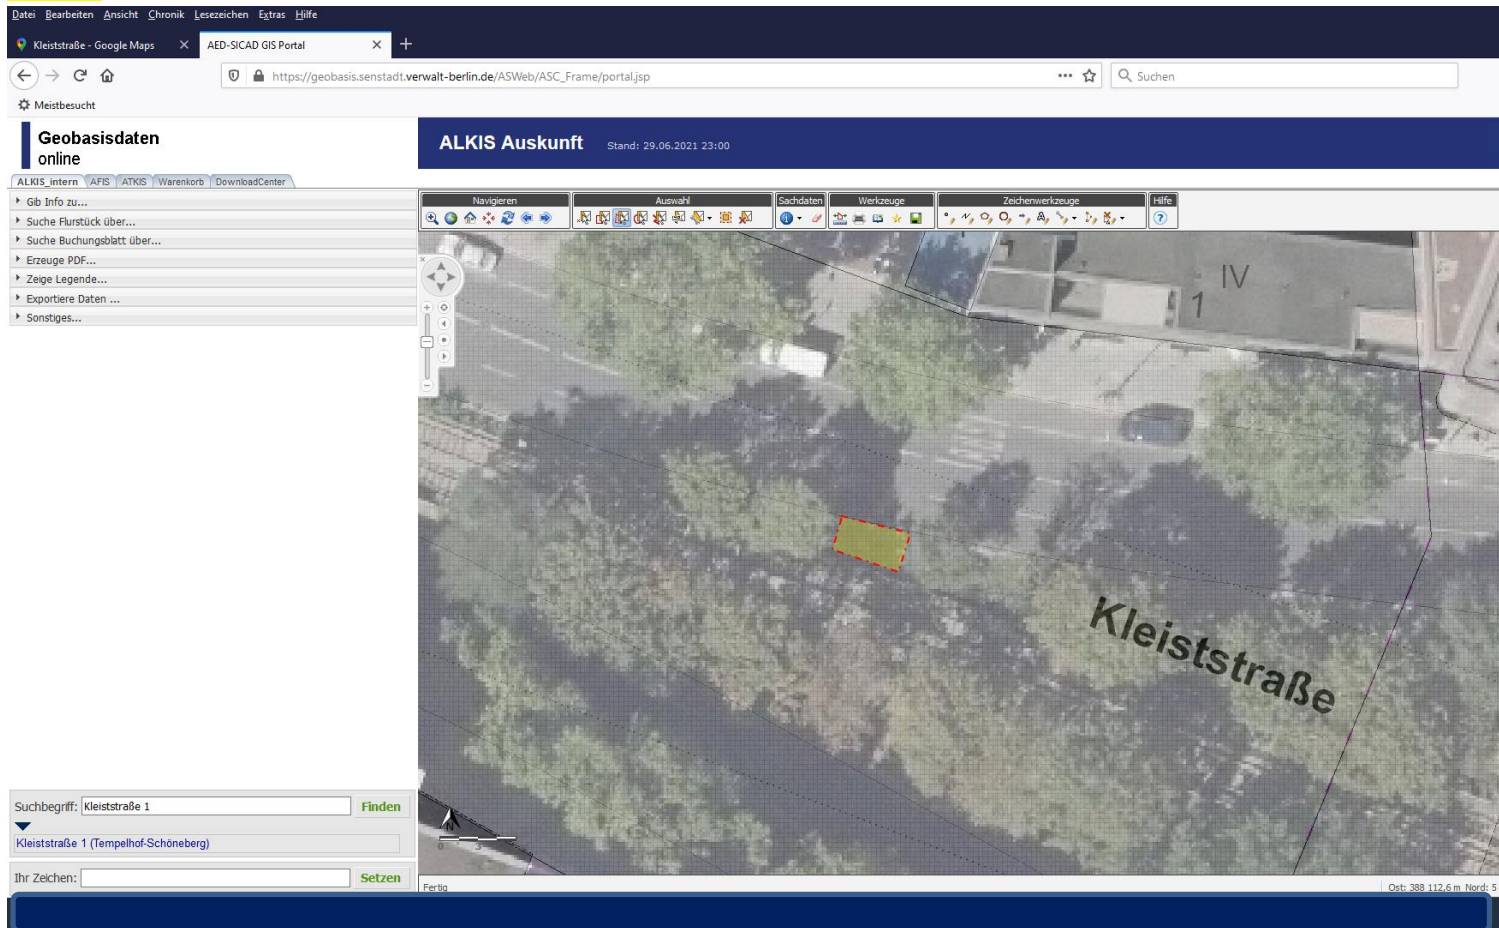 Datei Bearbeiten Ansicht Chronik Lesezeichen Extras Hilfe
Kleiststraße - Google Maps
AED-SICAD GIS Portal
https://geobasis.senstadt.verwalt-berlin.de/ASWeb/ASC_Frame/portal.jsp
Suchen
Meistbesucht
Geobasisdaten
online
ALKIS Auskunft Stand: 29.06.2021 23:00
ALKIS_intern AFIS ATKIS Warenkorb DownloadCenter
Gib Info zu...
Suche Flurstück über...
Suche Buchungsblatt über...
Erzeuge PDF...
Zeige Legende...
Exportiere Daten ...
Sonstiges...
Navigieren Auswahl Sachdaten Werkzeuge Zeichenwerkzeuge Hilfe
IV
1
Kleiststraße
N
0 3
Suchbegriff: Kleiststraße 1 Finden
Kleiststraße 1 (Tempelhof-Schöneberg)
Ihr Zeichen: Setzen
Fertig
Ost: 388 112,6 m Nord: 5